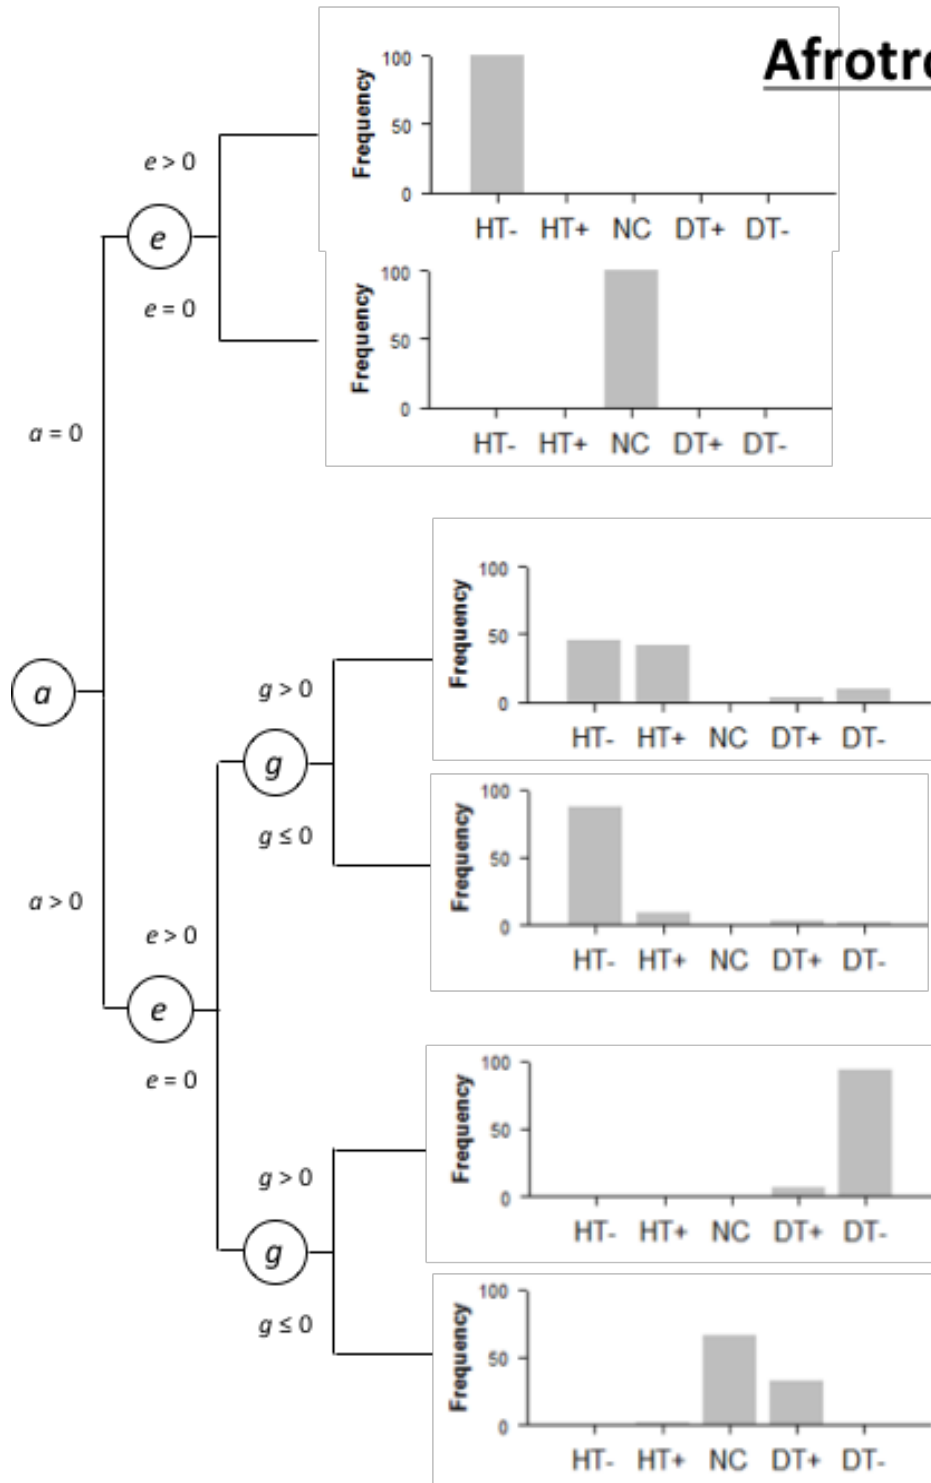 Afrotro
100
50
0
Frequency
HT- HT+ NC DT+ DT-
e > 0
e
e = 0
100
50
0
Frequency
HT- HT+ NC DT+ DT-
a = 0
100
50
0
Frequency
HT- HT+ NC DT+ DT-
g > 0
a
g
g ≤ 0
100
50
0
Frequency
HT- HT+ NC DT+ DT-
a > 0
e > 0
e
e = 0
100
50
0
Frequency
HT- HT+ NC DT+ DT-
g > 0
g
g ≤ 0
100
50
0
Frequency
HT- HT+ NC DT+ DT-